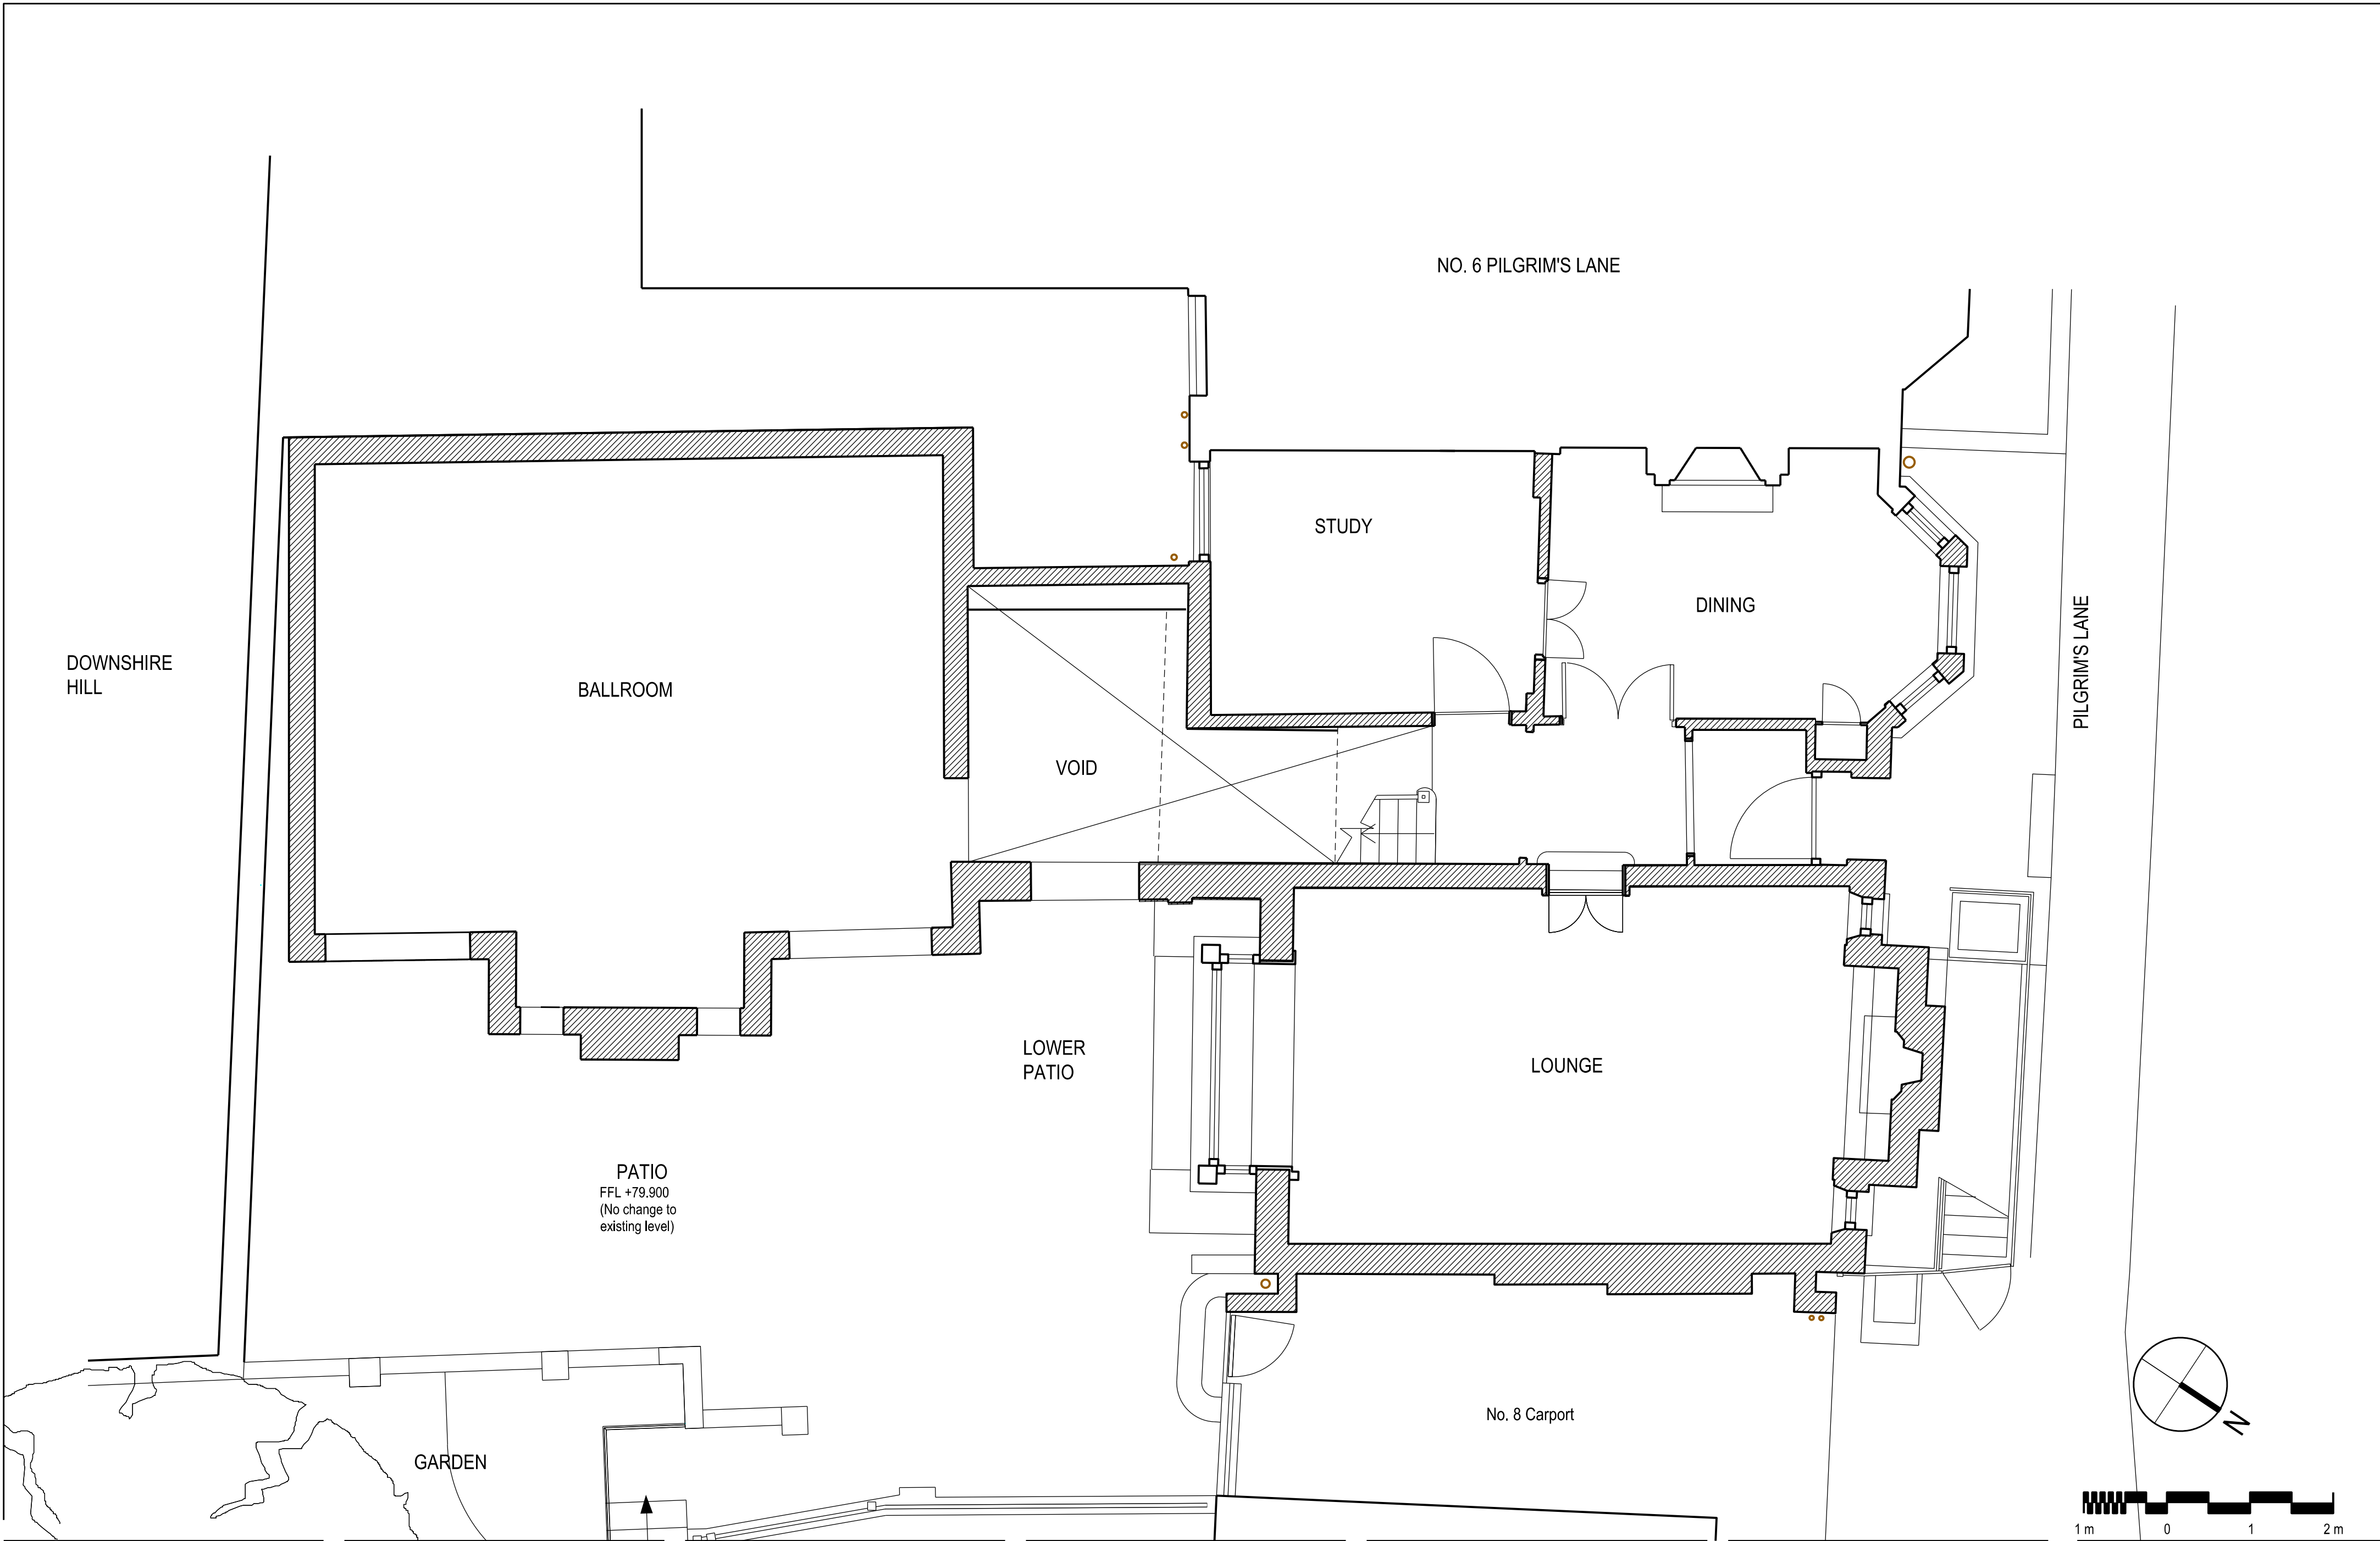 NO. 6 PILGRIM'S LANE
STUDY
DINING
PILGRIM'S LANE
DOWNSHIRE
HILL
BALLROOM
VOID
LOWER
PATIO
LOUNGE
PATIO
FFL +79.900
(No change to
existing level)
No. 8 Carport
GARDEN
N
1 m 0 1 2 m